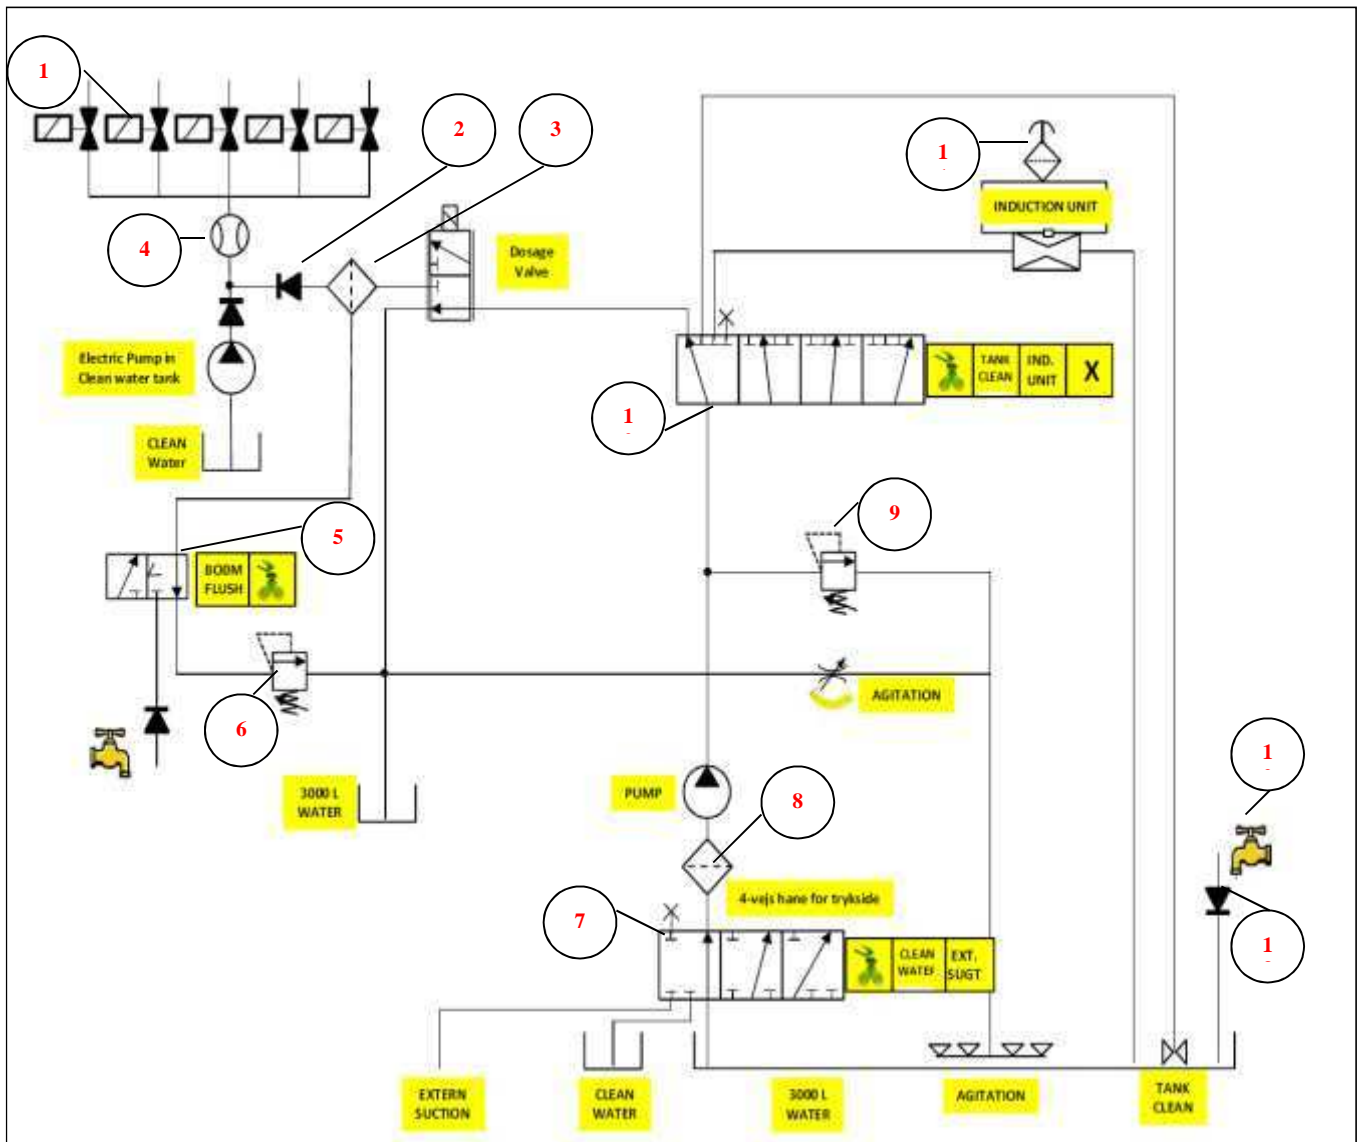 1
2
3
1
INDUCTION UNIT
4
Dosage
Valve
Electric Pump in
Clean water tank
TANK
CLEAN
IND.
UNIT
X
1
CLEAN
Water
5
9
BOBM
FLUSH
6
AGITATION
3000 L
WATER
PUMP
8
1
4-vejs hane for trykside
7
CLEAN
WATEF
EXT.
SUGT
1
EXTERN
SUCTION
CLEAN
WATER
3000 L
WATER
AGITATION
TANK
CLEAN